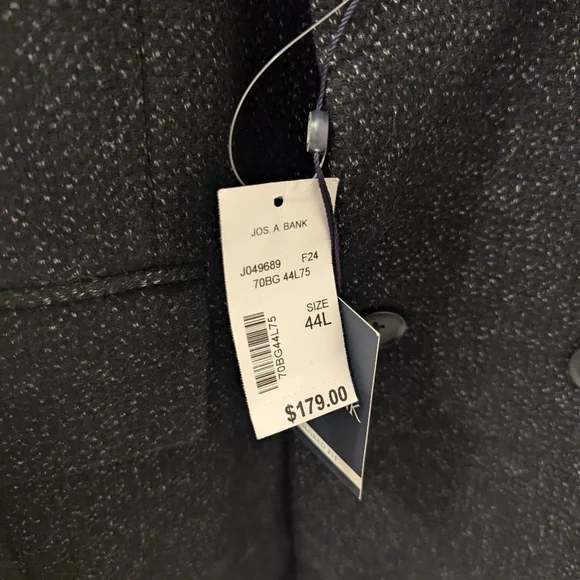 JOS. A. BANK
J049689 F24
70BG 44L75
SIZE
44L
70BG44L75
$179.00